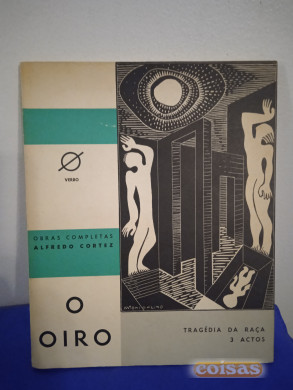 VERBO
OBRAS COMPLETAS
ALFREDO CORTEZ
O
OIRO
TRAGÉDIA DA RAÇA
3 ACTOS
coisas